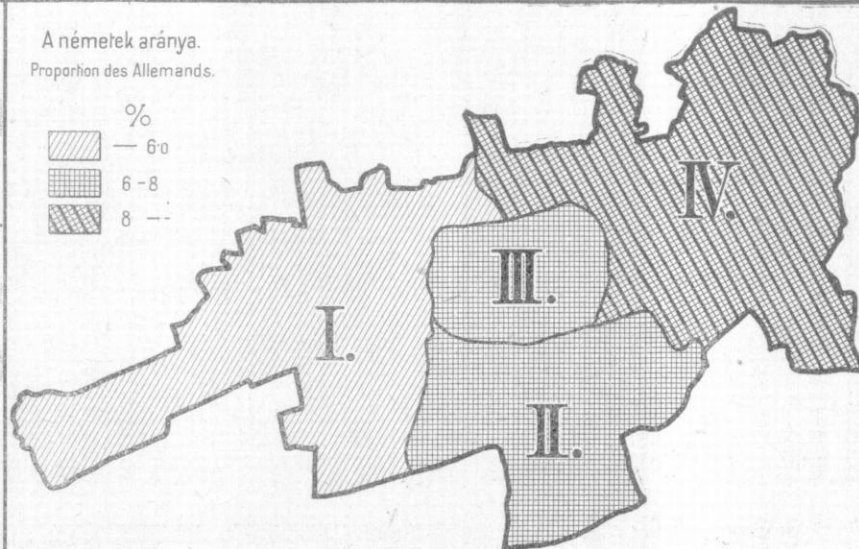 A németek aránya.
Proportion des Allemands.
%
— 6·0
6-8
8 —
I.
II.
III.
IV.